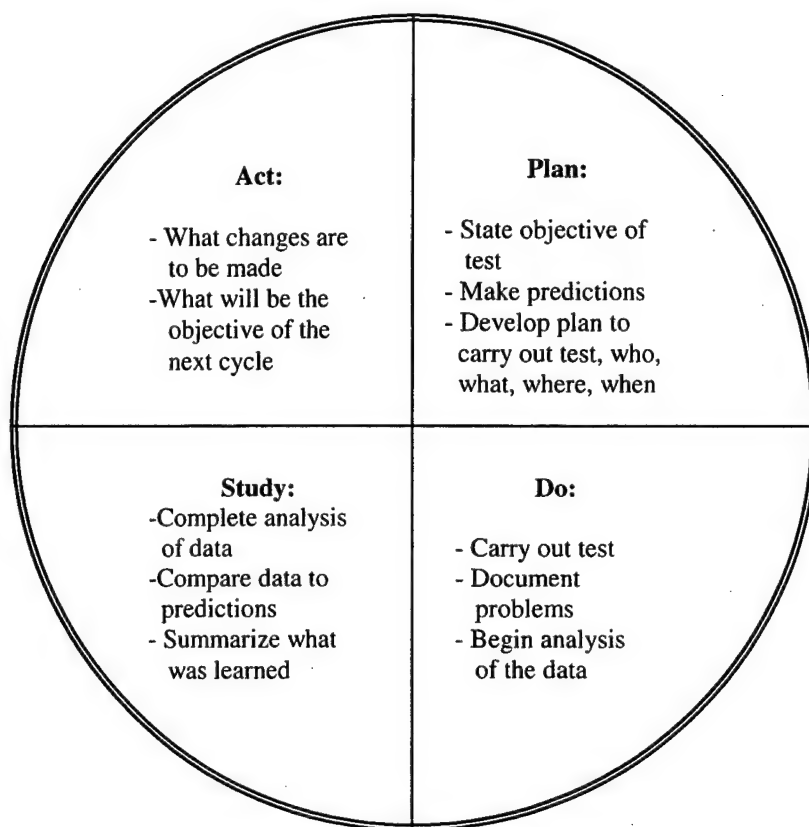 Act:
- What changes are
to be made
-What will be the
objective of the
next cycle
Plan:
- State objective of
test
- Make predictions
- Develop plan to
carry out test, who,
what, where, when
Study:
-Complete analysis
of data
-Compare data to
predictions
- Summarize what
was learned
Do:
- Carry out test
- Document
problems
- Begin analysis
of the data